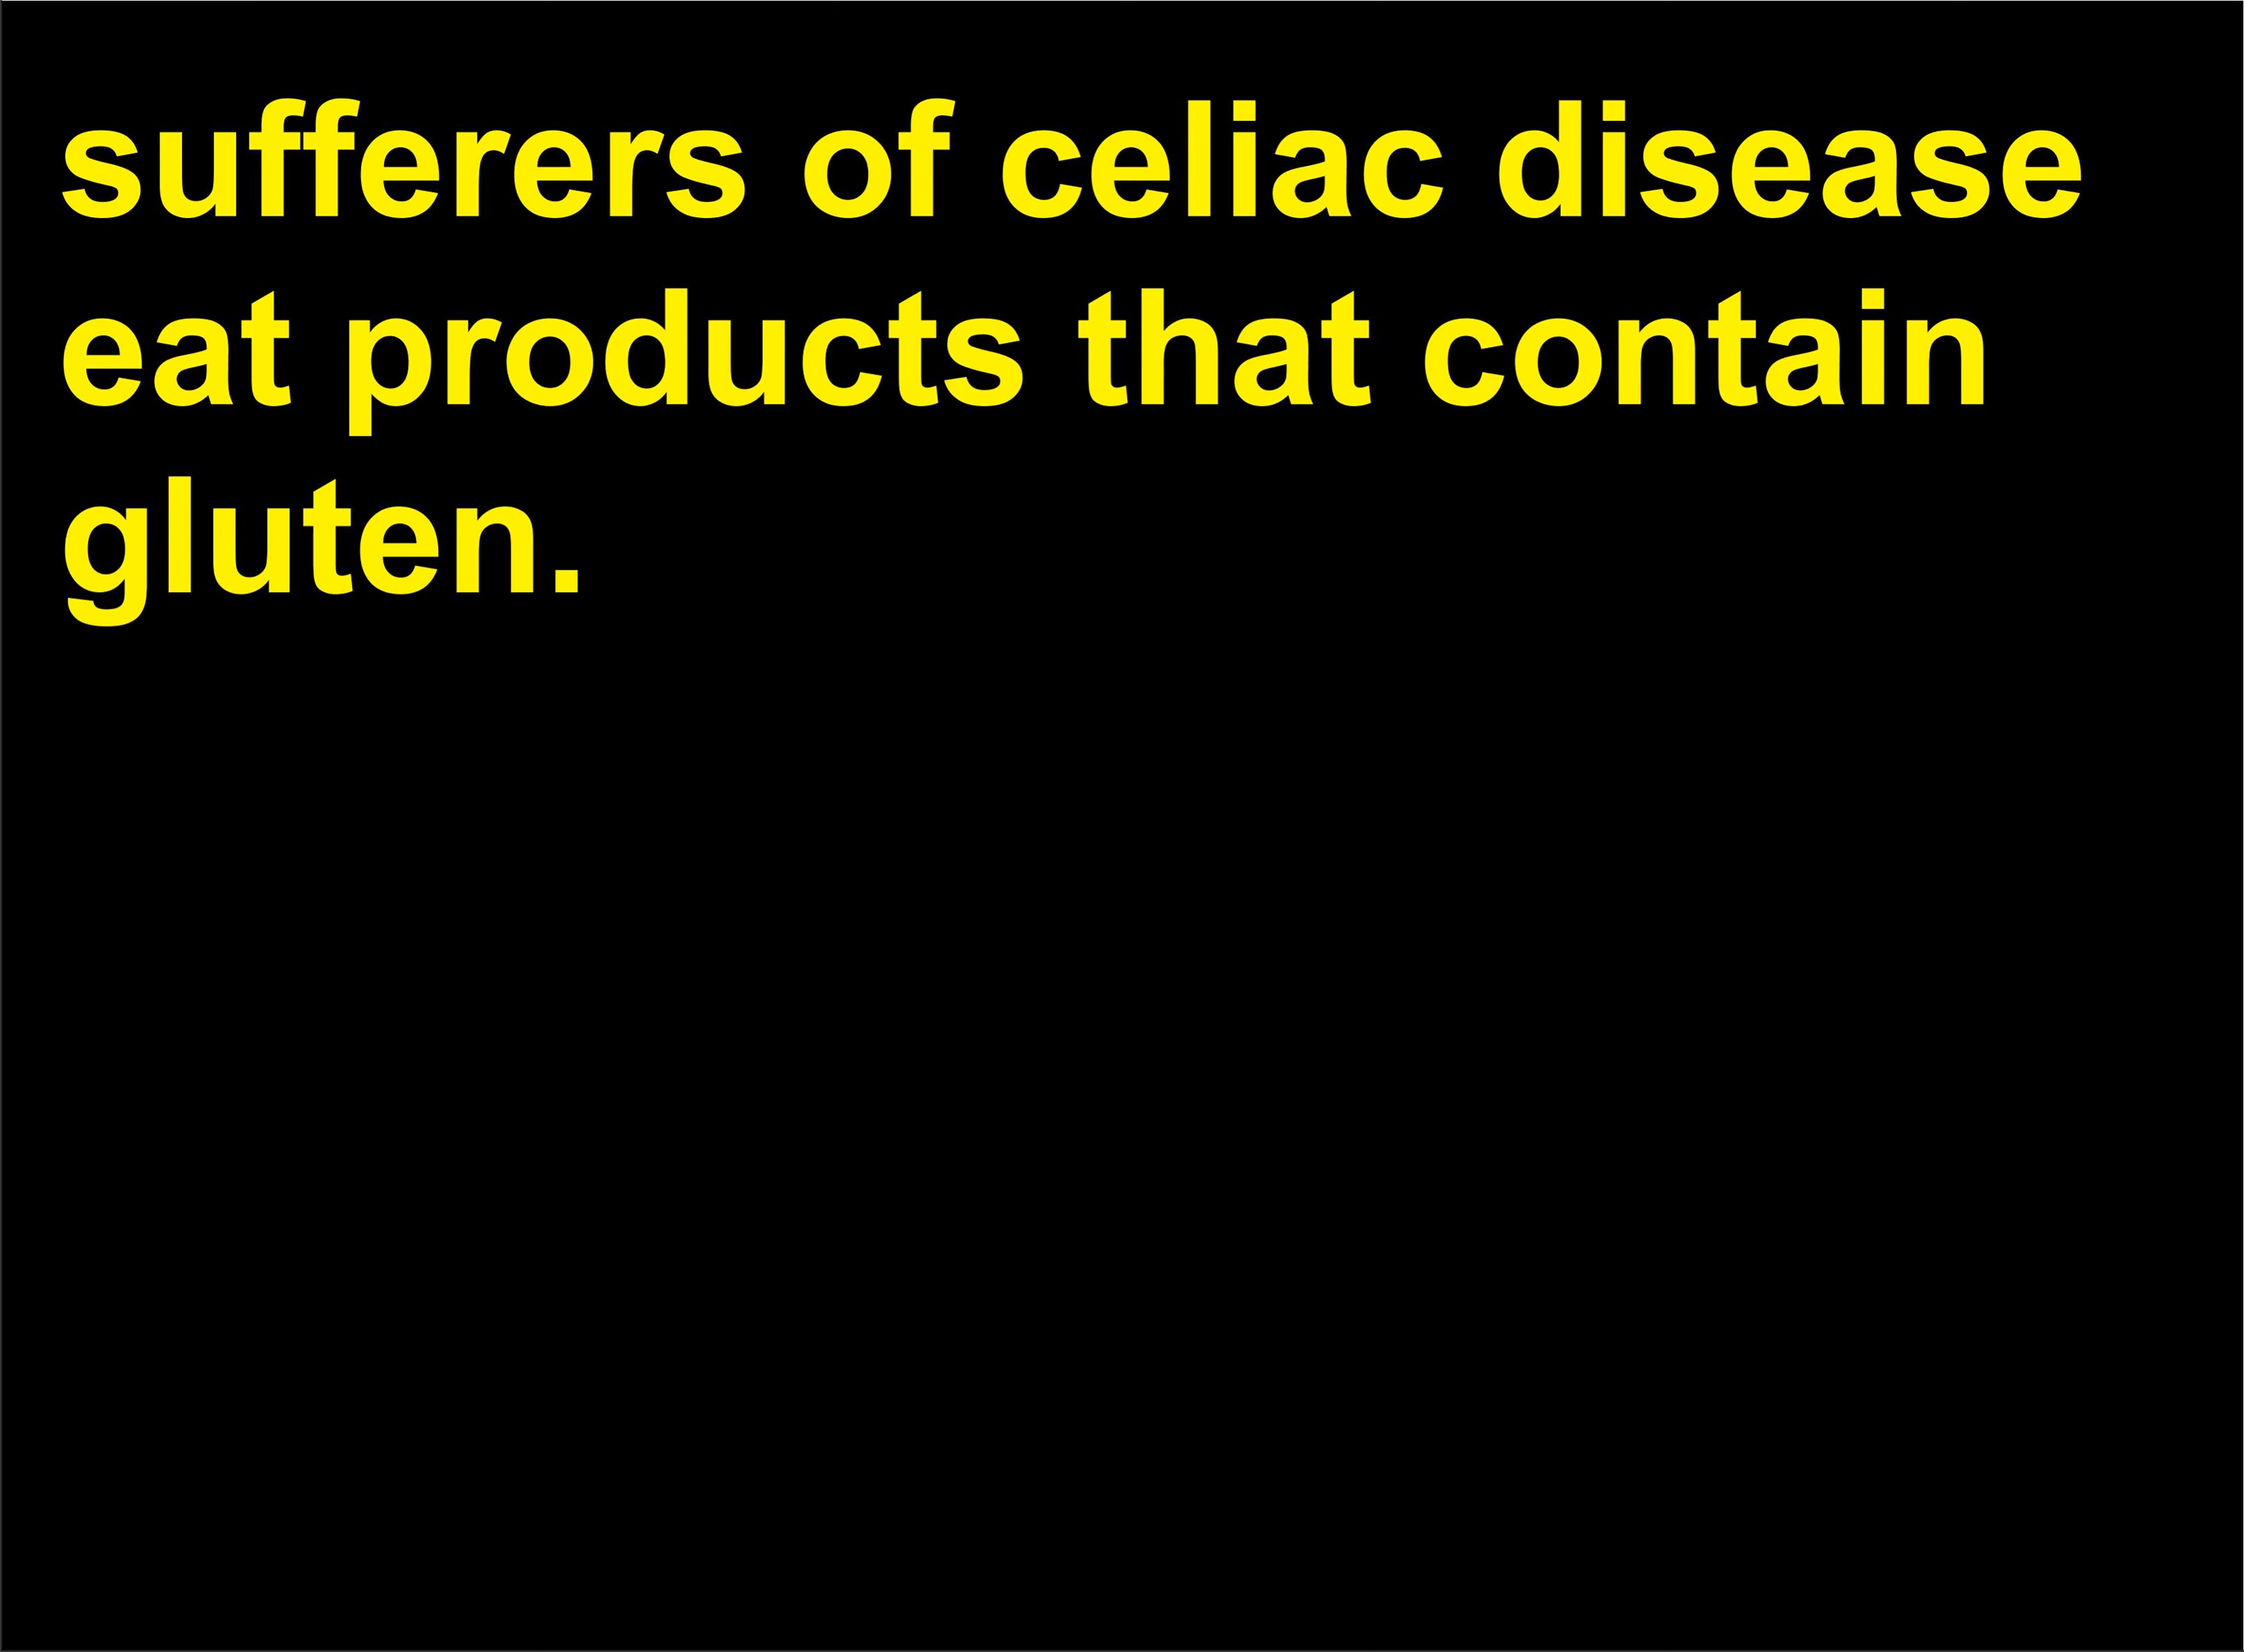 sufferers of celiac disease
eat products that contain
gluten.